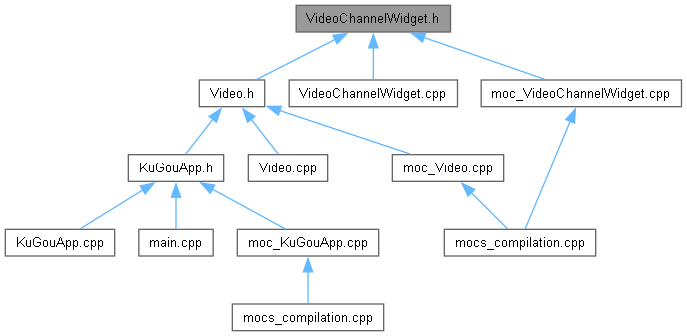 VideoChannelWidget.h
Video.h
VideoChannelWidget.cpp
moc_VideoChannelWidget.cpp
KuGouApp.h
Video.cpp
moc_Video.cpp
KuGouApp.cpp
main.cpp
moc_KuGouApp.cpp
mocs_compilation.cpp
mocs_compilation.cpp